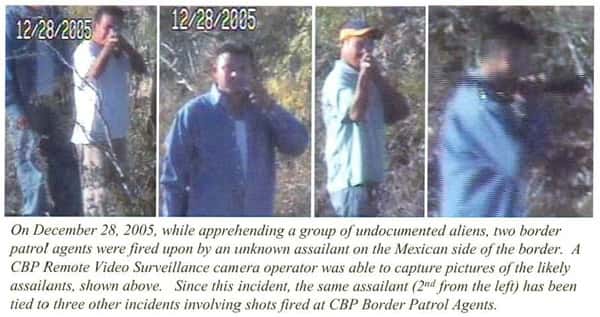 12/28/2005
12/28/2005
On December 28, 2005, while apprehending a group of undocumented aliens, two border
patrol agents were fired upon by an unknown assailant on the Mexican side of the border. A
CBP Remote Video Surveillance camera operator was able to capture pictures of the likely
assailants, shown above. Since this incident, the same assailant (2nd from the left) has been
tied to three other incidents involving shots fired at CBP Border Patrol Agents.